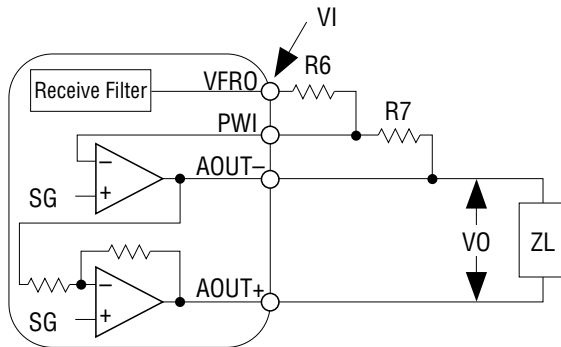 VI
R6
Receive Filter
VFRO
R7
PWI
−
AOUT−
SG
+
VO
ZL
−
AOUT+
SG
+